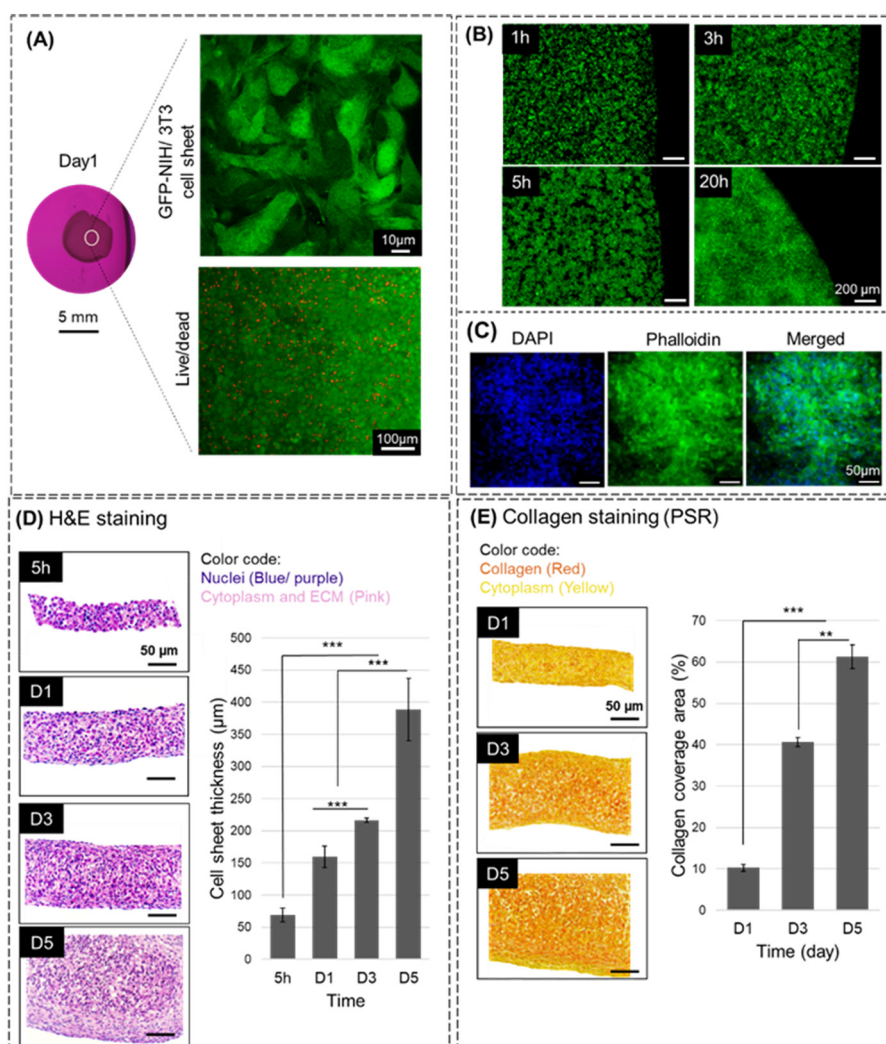 (A)
Day1
5 mm
GFP-NIH/ 3T3
cell sheet
10µm
Live/dead
100µm
(B)
1h
3h
5h
20h
200 µm
(C)
DAPI
Phalloidin
Merged
50µm
(D) H&E staining
Color code:
Nuclei (Blue/ purple)
Cytoplasm and ECM (Pink)
5h
50 µm
D1
D3
D5
Cell sheet thickness (µm)
500
450
400
350
300
250
200
150
100
50
0
***
***
***
5h D1 D3 D5
Time
(E) Collagen staining (PSR)
Color code:
Collagen (Red)
Cytoplasm (Yellow)
D1
50 µm
D3
D5
Collagen coverage area (%)
70
60
50
40
30
20
10
0
***
**
D1 D3 D5
Time (day)